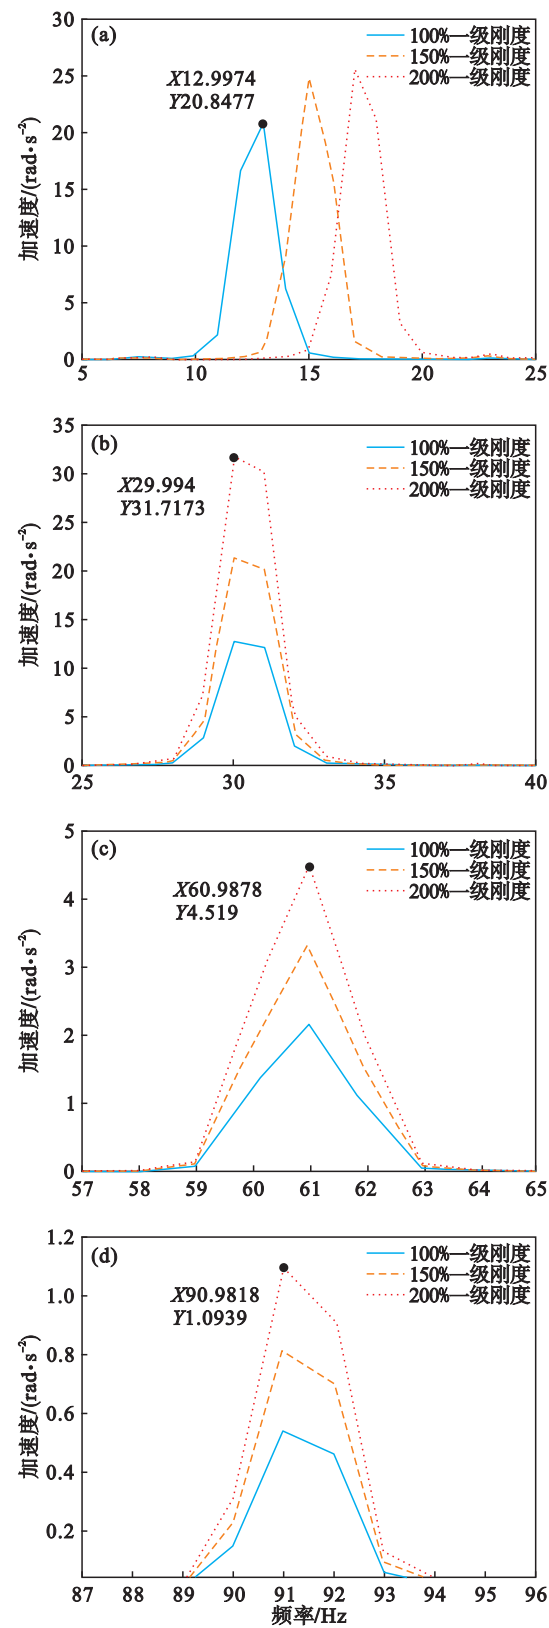 (a)
100%一级刚度
150%一级刚度
200%一级刚度
X12.9974
Y20.8477
加速度/(rad·s⁻²)
30
25
20
15
10
5
0
5 10 15 20 25
(b)
100%一级刚度
150%一级刚度
200%一级刚度
X29.994
Y31.7173
加速度/(rad·s⁻²)
35
30
25
20
15
10
5
0
25 30 35 40
(c)
100%一级刚度
150%一级刚度
200%一级刚度
X60.9878
Y4.519
加速度/(rad·s⁻²)
5
4
3
2
1
0
57 58 59 60 61 62 63 64 65
(d)
100%一级刚度
150%一级刚度
200%一级刚度
X90.9818
Y1.0939
加速度/(rad·s⁻²)
1.2
1.0
0.8
0.6
0.4
0.2
87 88 89 90 91 92 93 94 95 96
频率/Hz